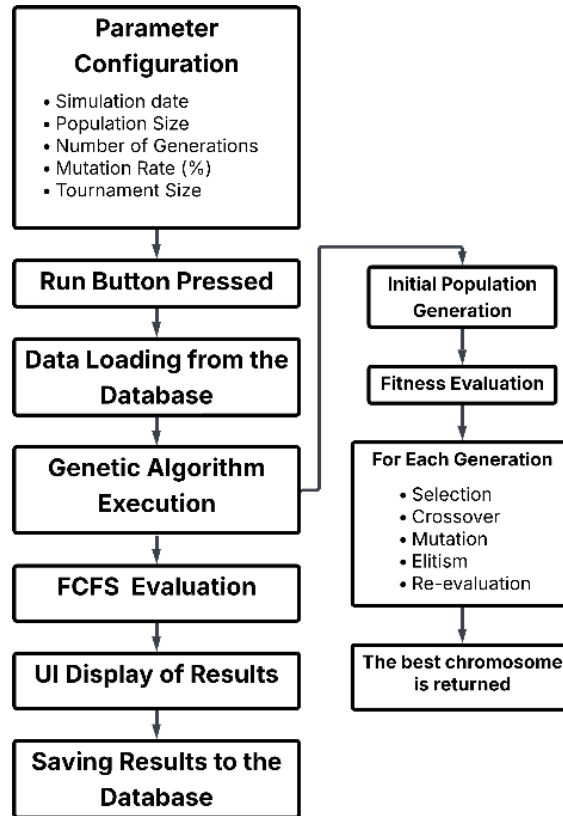 Parameter
Configuration
• Simulation date
• Population Size
• Number of Generations
• Mutation Rate (%)
• Tournament Size
Run Button Pressed
Data Loading from the
Database
Genetic Algorithm
Execution
FCFS Evaluation
UI Display of Results
Saving Results to the
Database
Initial Population
Generation
Fitness Evaluation
For Each Generation
• Selection
• Crossover
• Mutation
• Elitism
• Re-evaluation
The best chromosome
is returned